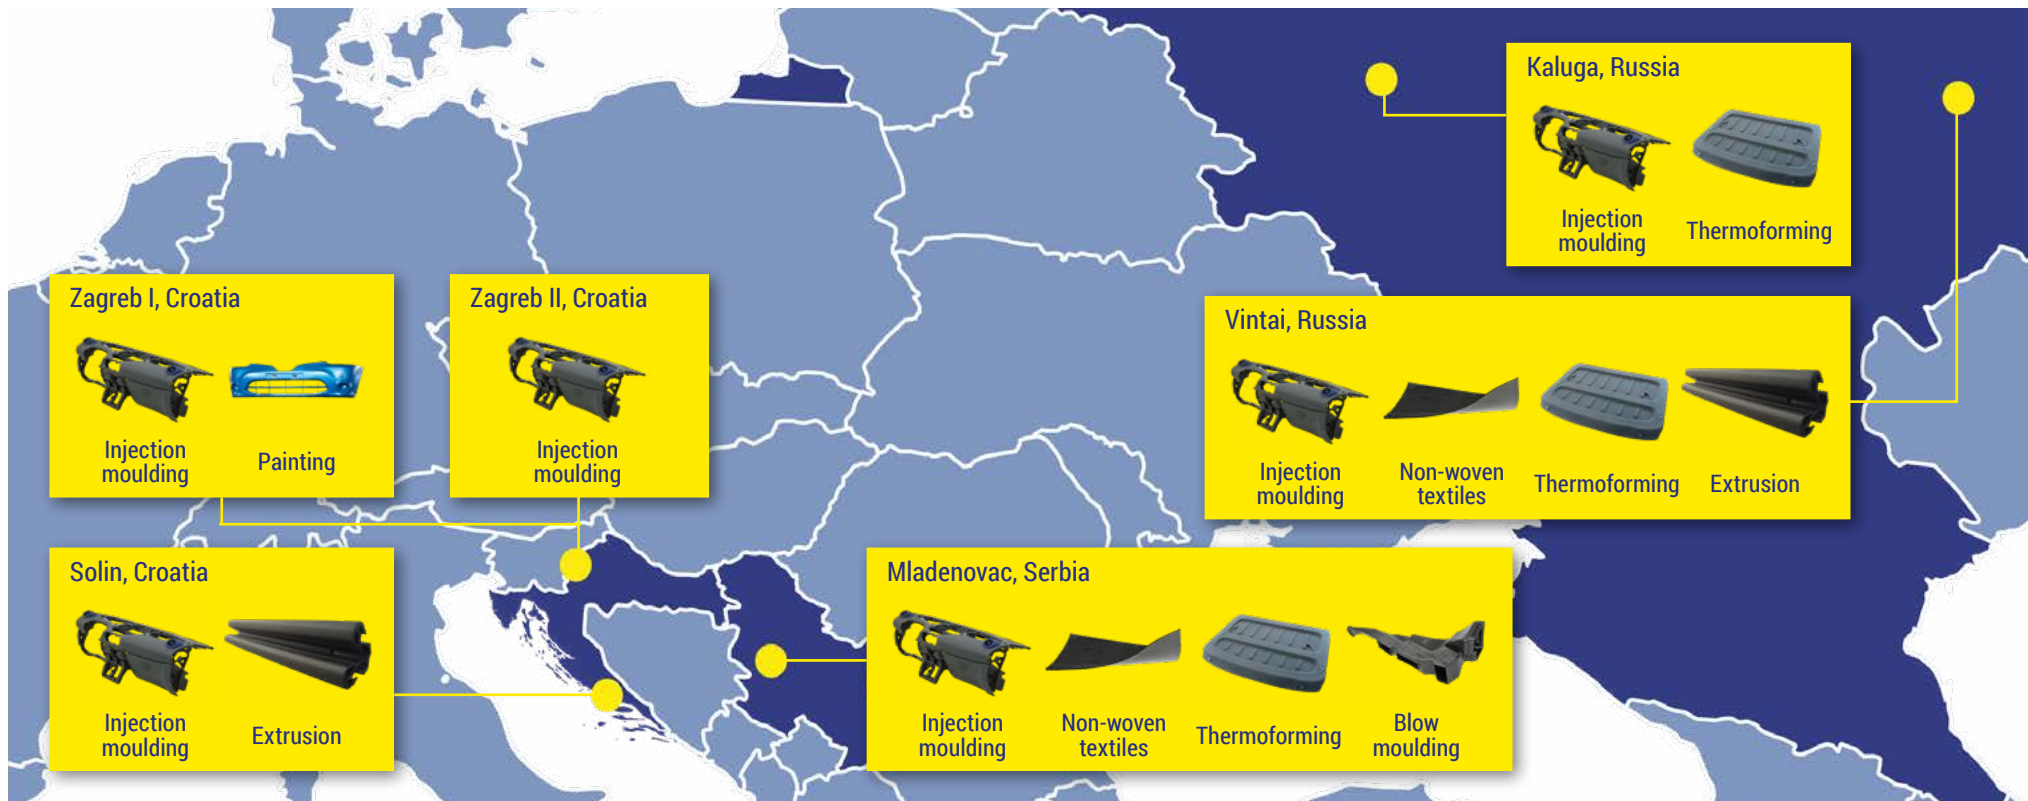 Kaluga, Russia
Injection
moulding
Thermoforming
Zagreb I, Croatia
Injection
moulding
Painting
Zagreb II, Croatia
Injection
moulding
Vintai, Russia
Injection
moulding
Non-woven
textiles
Thermoforming
Extrusion
Solin, Croatia
Injection
moulding
Extrusion
Mladenovac, Serbia
Injection
moulding
Non-woven
textiles
Thermoforming
Blow
moulding